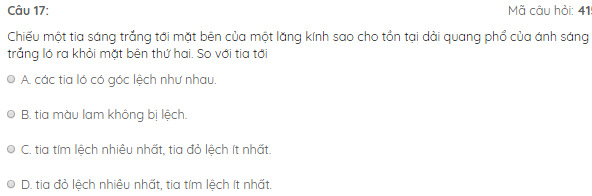 Câu 17:
Mã câu hỏi: 41
Chiếu một tia sáng trắng tới mặt bên của một lăng kính sao cho tồn tại dải quang phổ của ánh sáng
trắng ló ra khỏi mặt bên thứ hai. So với tia tới
A. các tia ló có góc lệch như nhau.
B. tia màu lam không bị lệch.
C. tia tím lệch nhiều nhất, tia đỏ lệch ít nhất.
D. tia đỏ lệch nhiều nhất, tia tím lệch ít nhất.